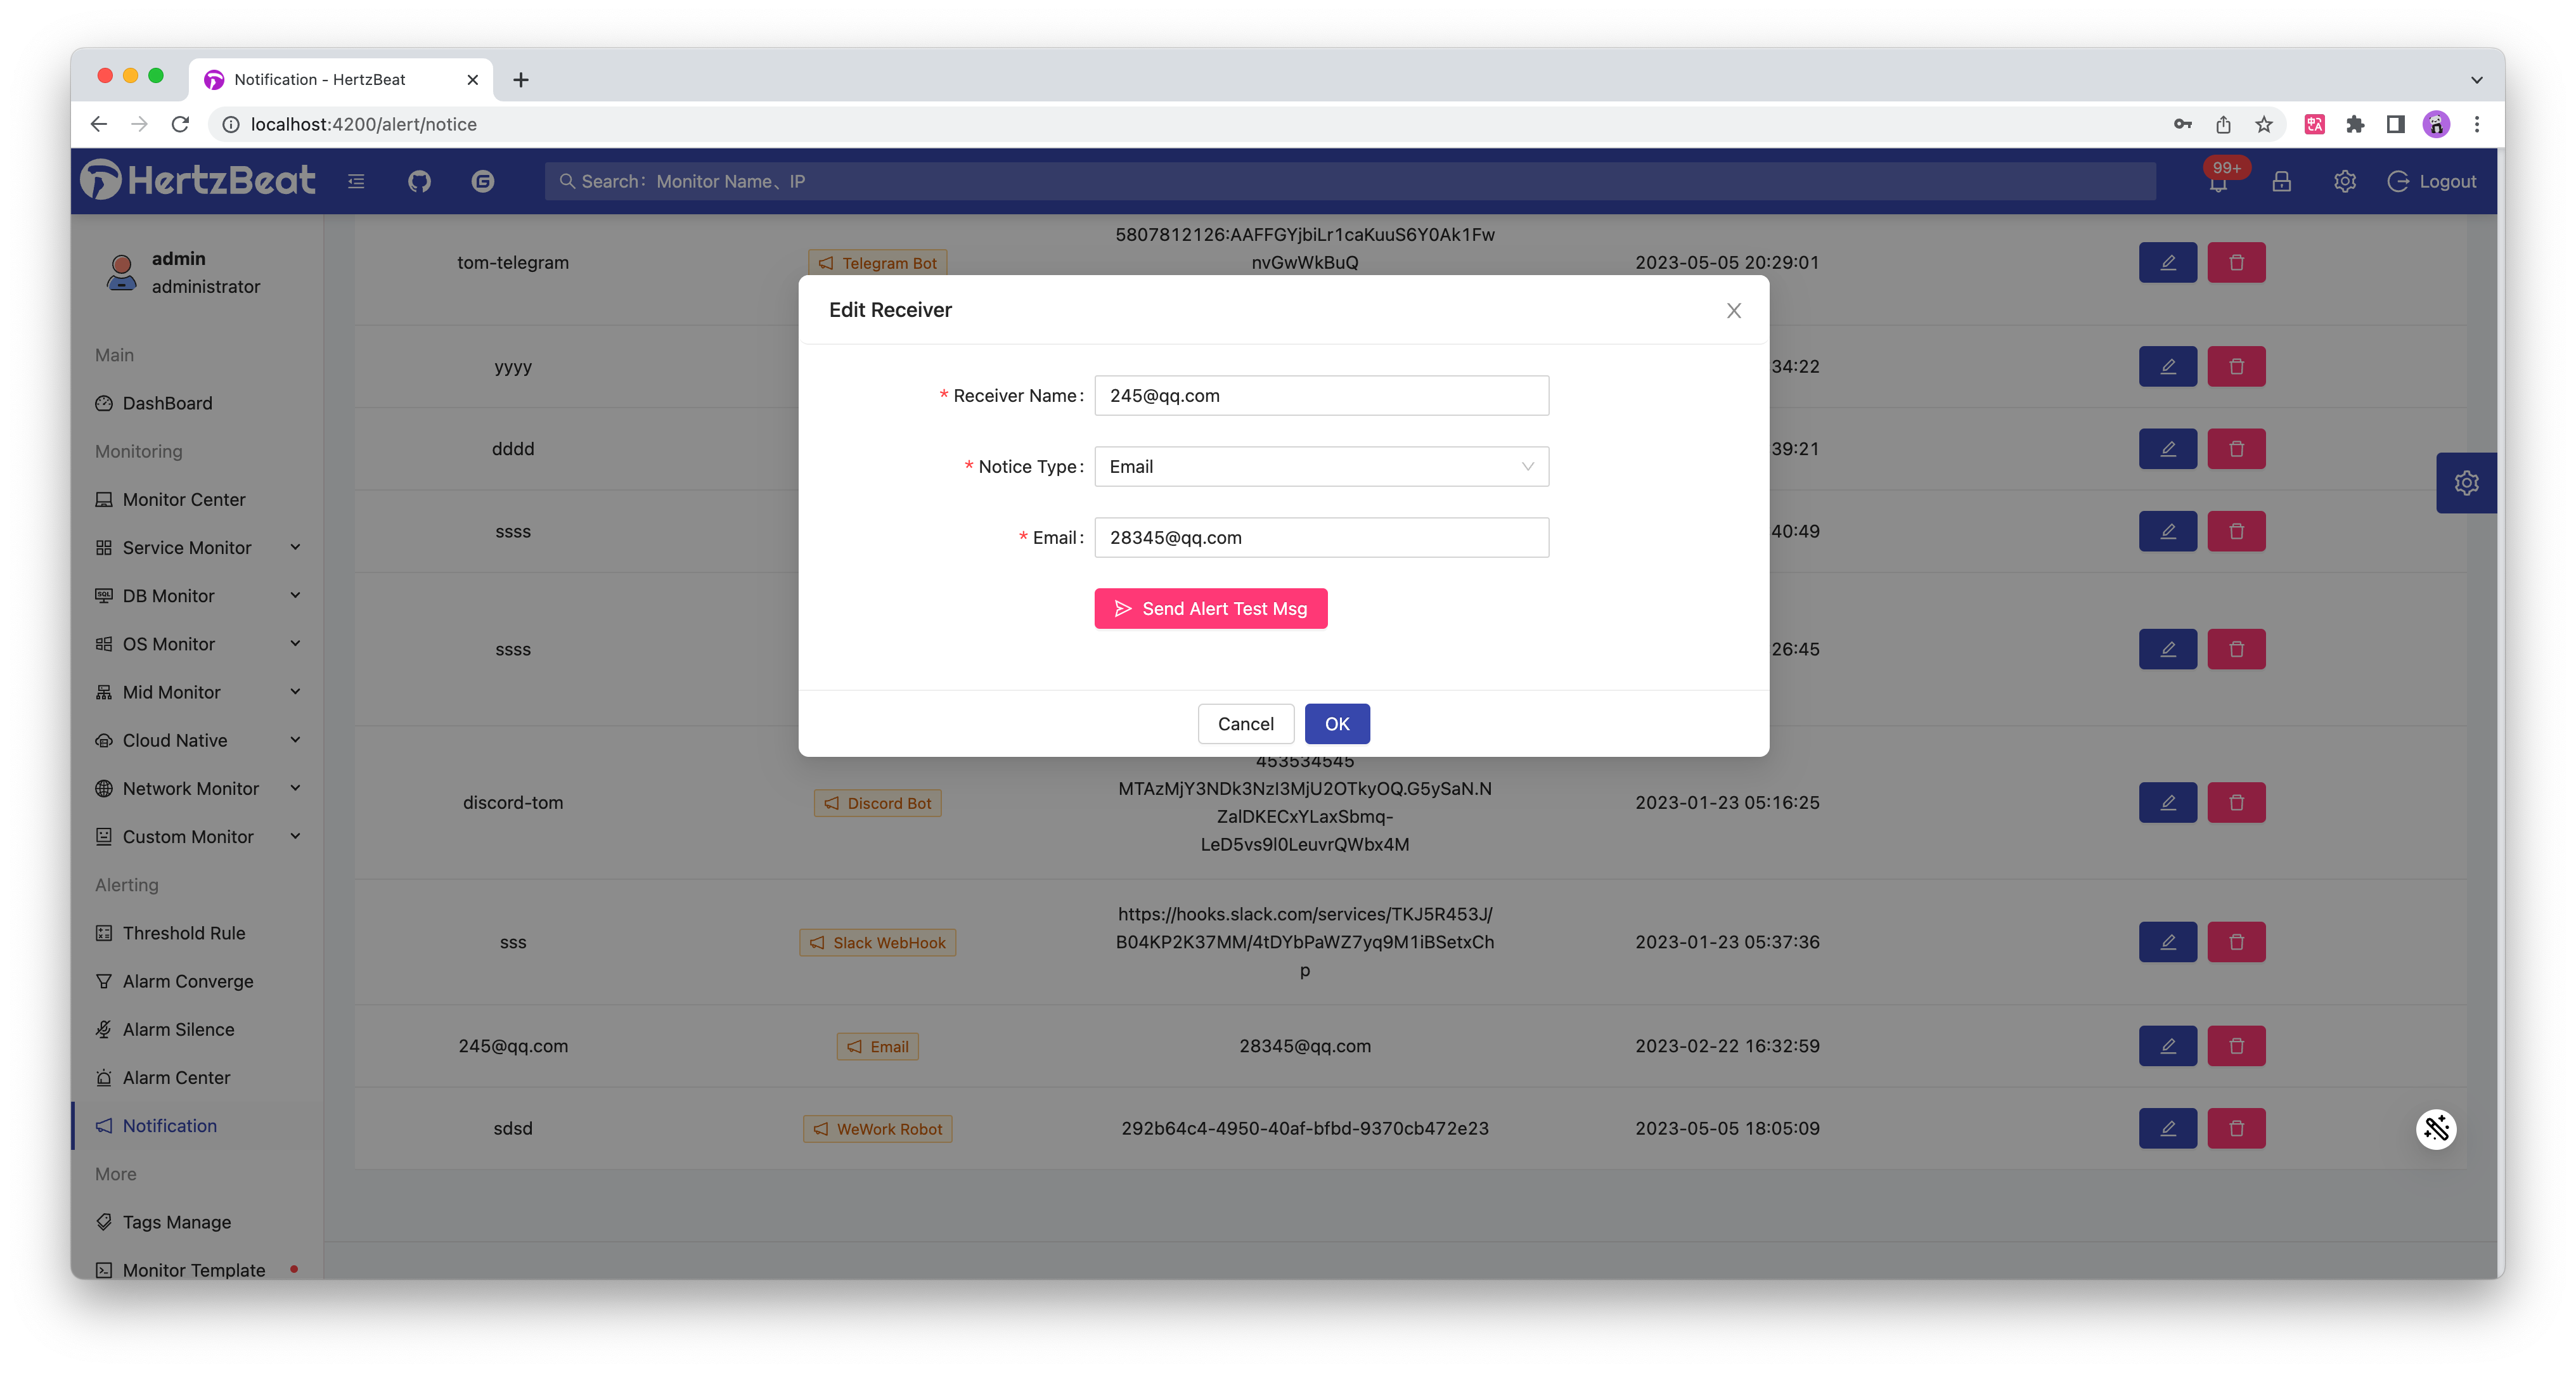 Notification - HertzBeat
localhost:4200/alert/notice
HertzBeat
Search： Monitor Name、IP
99+
Logout
admin
administrator
Main
DashBoard
Monitoring
Monitor Center
Service Monitor
DB Monitor
OS Monitor
Mid Monitor
Cloud Native
Network Monitor
Custom Monitor
Alerting
Threshold Rule
Alarm Converge
Alarm Silence
Alarm Center
Notification
More
Tags Manage
Monitor Template
tom-telegram
Telegram Bot
5807812126:AAFFGYjbiLr1caKuuS6Y0Ak1Fw
nvGwWkBuQ
2023-05-05 20:29:01
yyyy
34:22
dddd
39:21
ssss
40:49
ssss
26:45
Edit Receiver
* Receiver Name: 245@qq.com
* Notice Type: Email
* Email: 28345@qq.com
Send Alert Test Msg
Cancel
OK
discord-tom
Discord Bot
453534545
MTAzMjY3NDk3NzI3MjU2OTkyOQ.G5ySaN.N
ZalDKECxYLaxSbmq-
LeD5vs9l0LeuvrQWbx4M
2023-01-23 05:16:25
sss
Slack WebHook
https://hooks.slack.com/services/TKJ5R453J/
B04KP2K37MM/4tDYbPaWZ7yq9M1iBSetxCh
p
2023-01-23 05:37:36
245@qq.com
Email
28345@qq.com
2023-02-22 16:32:59
sdsd
WeWork Robot
292b64c4-4950-40af-bfbd-9370cb472e23
2023-05-05 18:05:09